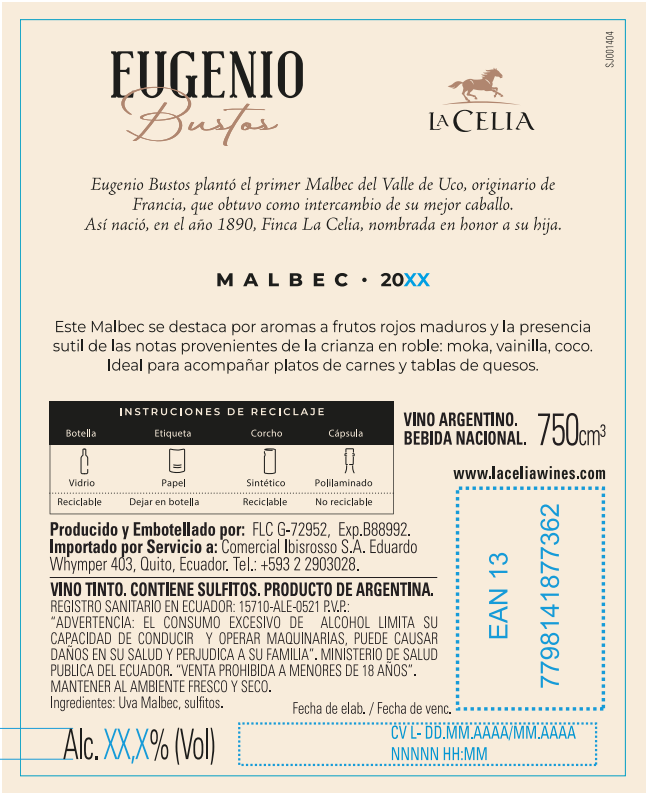 SJ001404
EUGENIO
Bustos
LA CELIA
Eugenio Bustos plantó el primer Malbec del Valle de Uco, originario de
Francia, que obtuvo como intercambio de su mejor caballo.
Así nació, en el año 1890, Finca La Celia, nombrada en honor a su hija.
MALBEC · 20XX
Este Malbec se destaca por aromas a frutos rojos maduros y la presencia
sutil de las notas provenientes de la crianza en roble: moka, vainilla, coco.
Ideal para acompañar platos de carnes y tablas de quesos.
INSTRUCIONES DE RECICLAJE
Botella Etiqueta Corcho Cápsula
Vidrio Papel Sintético Polilaminado
Reciclable Dejar en botella Reciclable No reciclable
VINO ARGENTINO.
BEBIDA NACIONAL.
750cm³
www.laceliawines.com
Producido y Embotellado por: FLC G-72952, Exp.B88992.
Importado por Servicio a: Comercial Ibisrosso S.A. Eduardo
Whymper 403, Quito, Ecuador. Tel.: +593 2 2903028.
VINO TINTO. CONTIENE SULFITOS. PRODUCTO DE ARGENTINA.
REGISTRO SANITARIO EN ECUADOR: 15710-ALE-0521 P.V.P.:
"ADVERTENCIA: EL CONSUMO EXCESIVO DE ALCOHOL LIMITA SU
CAPACIDAD DE CONDUCIR Y OPERAR MAQUINARIAS, PUEDE CAUSAR
DAÑOS EN SU SALUD Y PERJUDICA A SU FAMILIA". MINISTERIO DE SALUD
PUBLICA DEL ECUADOR. "VENTA PROHIBIDA A MENORES DE 18 AÑOS".
MANTENER AL AMBIENTE FRESCO Y SECO.
Ingredientes: Uva Malbec, sulfitos.
Fecha de elab. / Fecha de venc.
EAN 13
7798141877362
Alc. XX,X% (Vol)
CV L- DD.MM.AAAA/MM.AAAA
NNNNN HH:MM